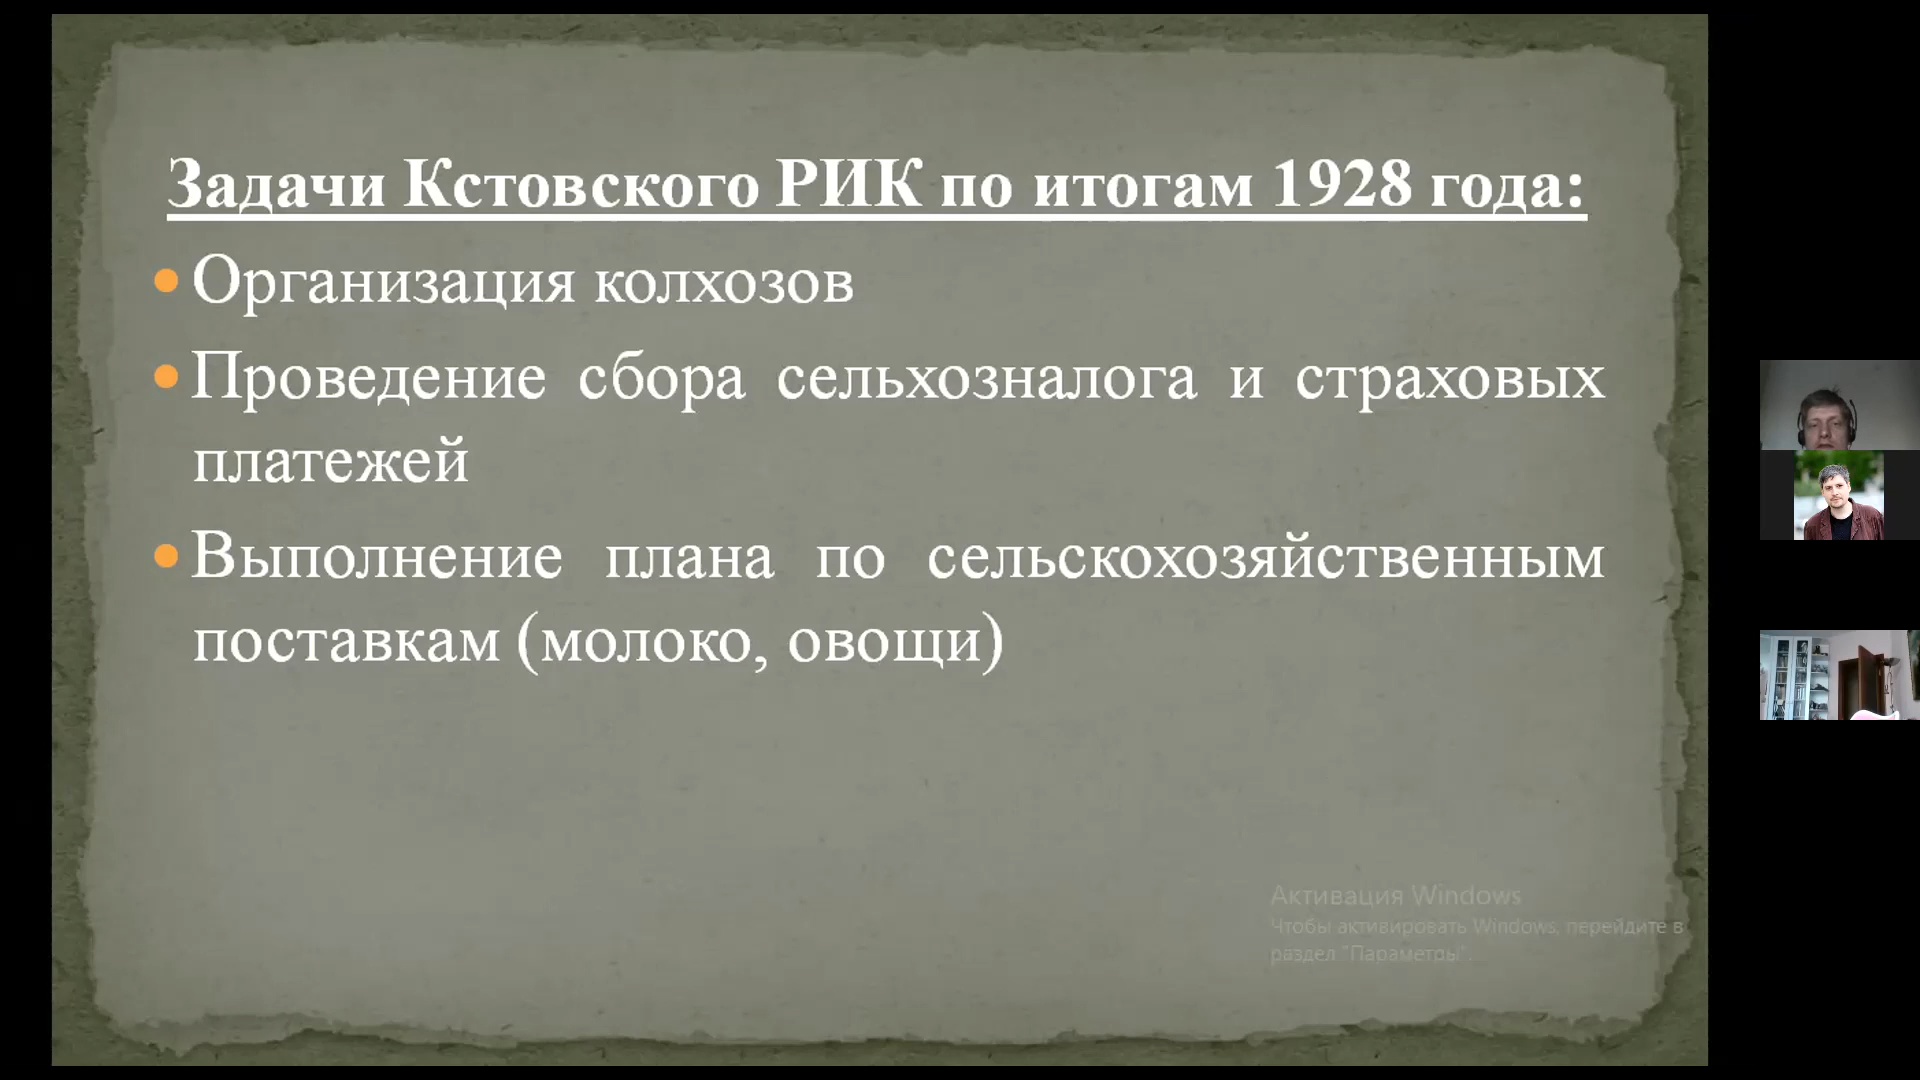 Задачи Кстовского РИК по итогам 1928 года:
Организация колхозов
Проведение сбора сельхозналога и страховых
платежей
Выполнение плана по сельскохозяйственным
поставкам (молоко, овощи)
Активация Windows
Чтобы активировать Windows, перейдите в
раздел "Параметры".